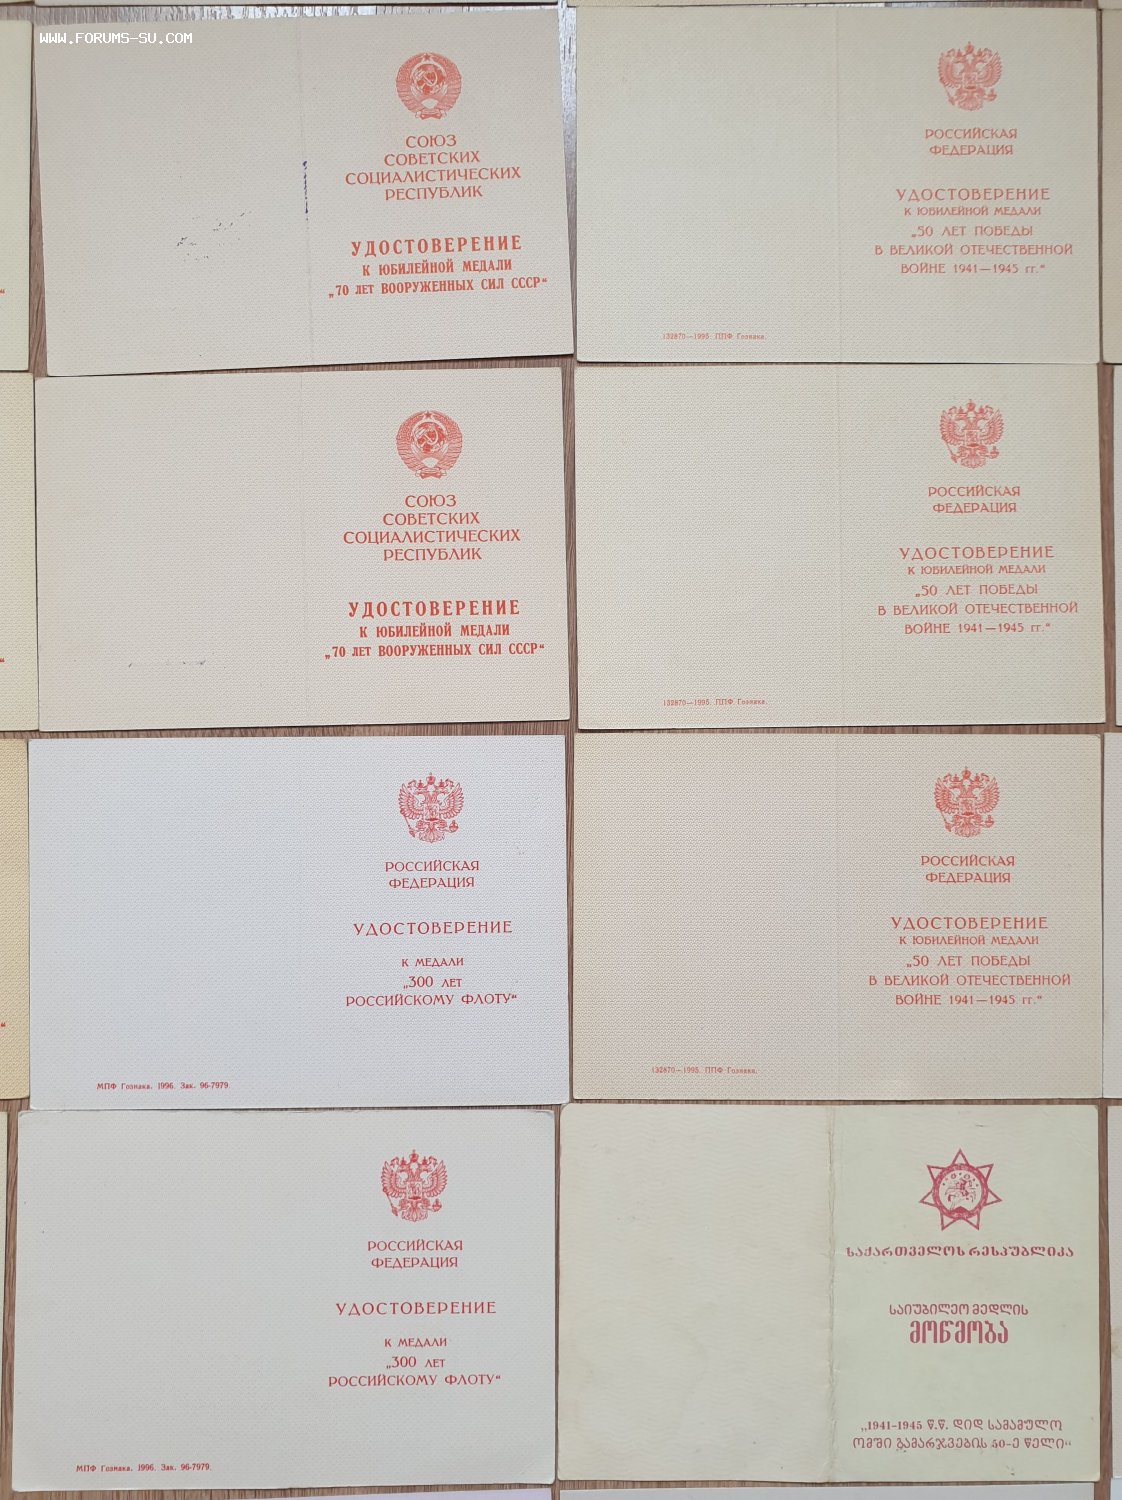 WWW.FORUMS-SU.COM
СОЮЗ
СОВЕТСКИХ
СОЦИАЛИСТИЧЕСКИХ
РЕСПУБЛИК
УДОСТОВЕРЕНИЕ
К ЮБИЛЕЙНОЙ МЕДАЛИ
„70 ЛЕТ ВООРУЖЕННЫХ СИЛ СССР“
РОССИЙСКАЯ
ФЕДЕРАЦИЯ
УДОСТОВЕРЕНИЕ
К ЮБИЛЕЙНОЙ МЕДАЛИ
„50 ЛЕТ ПОБЕДЫ
В ВЕЛИКОЙ ОТЕЧЕСТВЕННОЙ
ВОЙНЕ 1941—1945 гг.“
132870—1995. ППФ Гознака.
СОЮЗ
СОВЕТСКИХ
СОЦИАЛИСТИЧЕСКИХ
РЕСПУБЛИК
УДОСТОВЕРЕНИЕ
К ЮБИЛЕЙНОЙ МЕДАЛИ
„70 ЛЕТ ВООРУЖЕННЫХ СИЛ СССР“
РОССИЙСКАЯ
ФЕДЕРАЦИЯ
УДОСТОВЕРЕНИЕ
К ЮБИЛЕЙНОЙ МЕДАЛИ
„50 ЛЕТ ПОБЕДЫ
В ВЕЛИКОЙ ОТЕЧЕСТВЕННОЙ
ВОЙНЕ 1941—1945 гг.“
132870—1995. ППФ Гознака.
РОССИЙСКАЯ
ФЕДЕРАЦИЯ
УДОСТОВЕРЕНИЕ
К МЕДАЛИ
„300 ЛЕТ
РОССИЙСКОМУ ФЛОТУ“
МПФ Гознака. 1996. Зак. 96-7979.
РОССИЙСКАЯ
ФЕДЕРАЦИЯ
УДОСТОВЕРЕНИЕ
К ЮБИЛЕЙНОЙ МЕДАЛИ
„50 ЛЕТ ПОБЕДЫ
В ВЕЛИКОЙ ОТЕЧЕСТВЕННОЙ
ВОЙНЕ 1941—1945 гг.“
132870—1995. ППФ Гознака.
РОССИЙСКАЯ
ФЕДЕРАЦИЯ
УДОСТОВЕРЕНИЕ
К МЕДАЛИ
„300 ЛЕТ
РОССИЙСКОМУ ФЛОТУ“
МПФ Гознака. 1996. Зак. 96-7979.
საქართველოს რესპუბლიკა
საიუბილეო მედლის
მოწმობა
„1941-1945 წ.წ. დიდ სამამულო
ომში გამარჯვების 50-ე წელი“